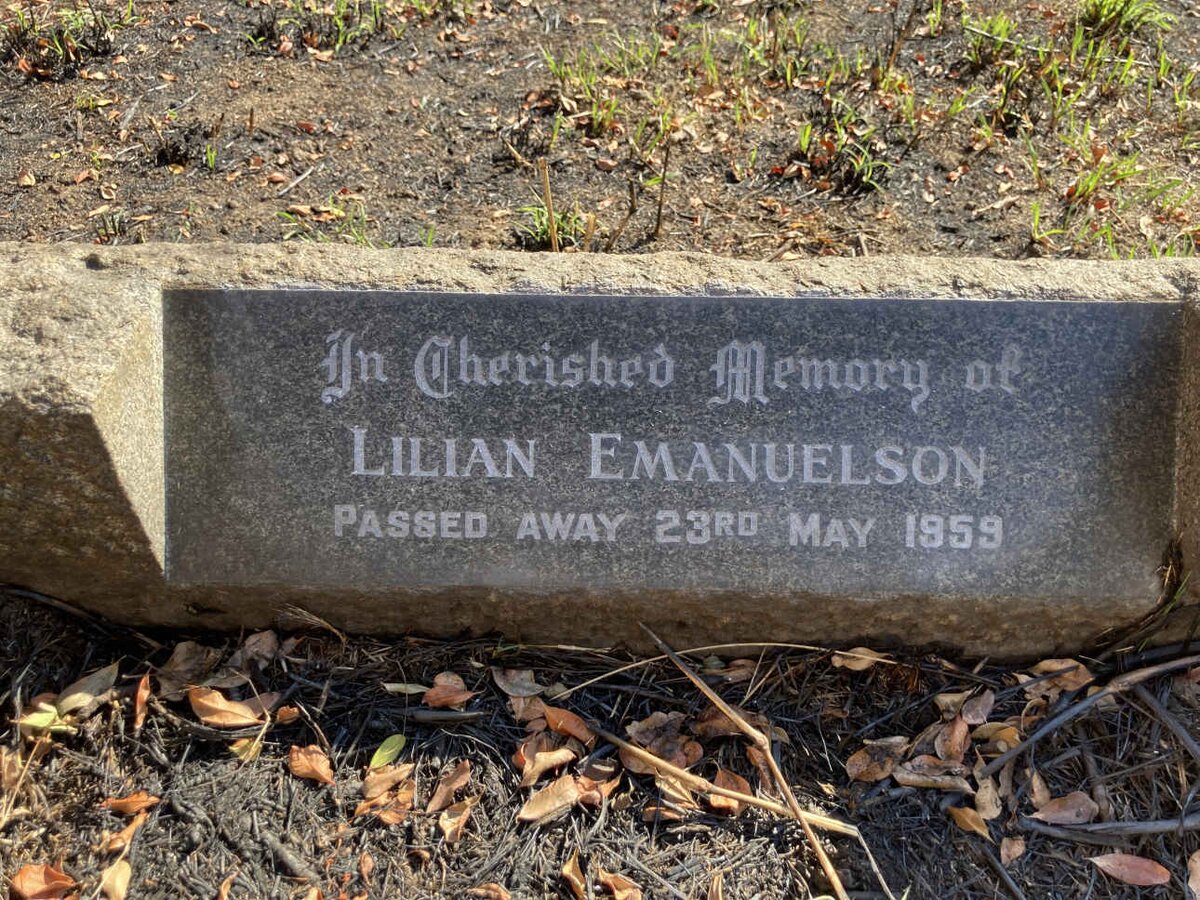 In Cherished Memory of
LILIAN EMANUELSON
PASSED AWAY 23RD MAY 1959